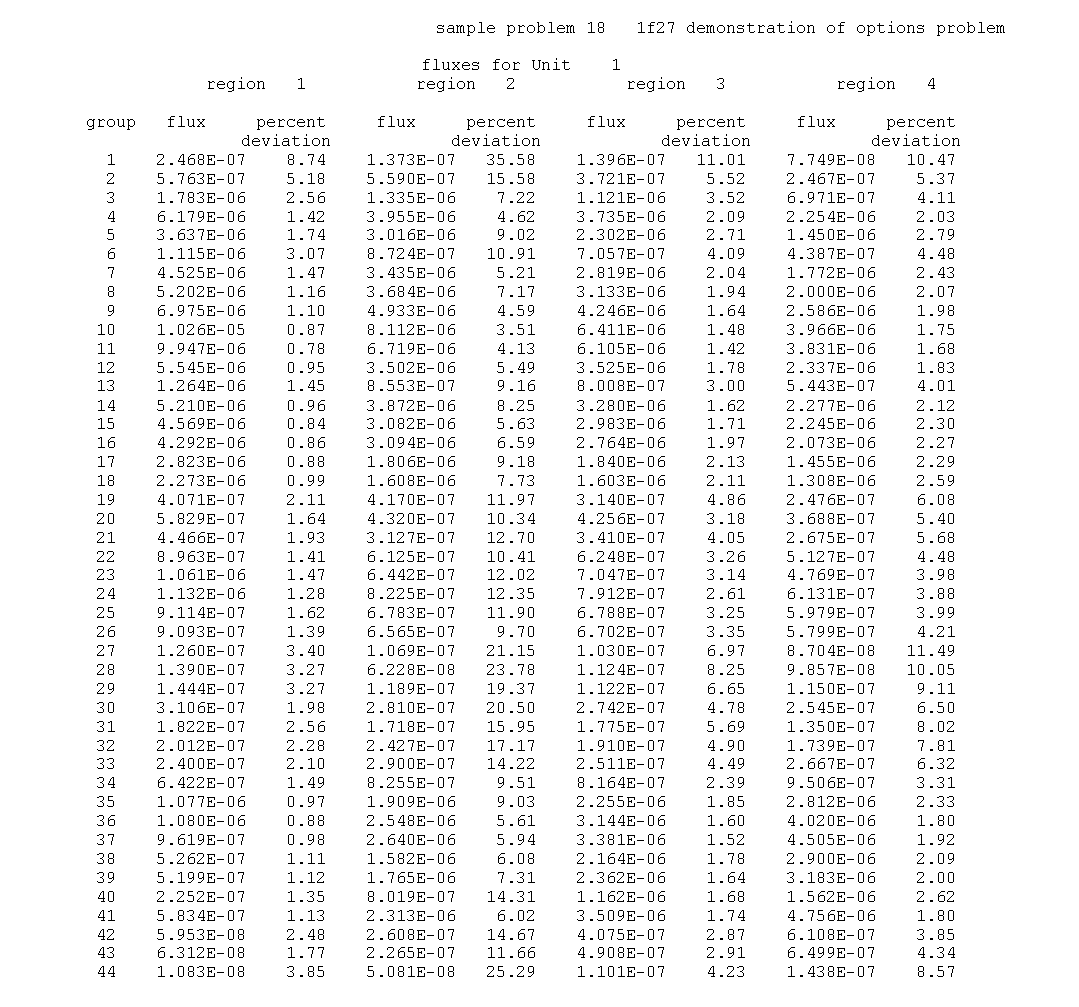 sample problem 18 1f27 demonstration of options problem
fluxes for Unit 1
region 1 region 2 region 3 region 4
group flux percent flux percent flux percent flux percent
deviation deviation deviation deviation
1 2.468E-07 8.74 1.373E-07 35.58 1.396E-07 11.01 7.749E-08 10.47
2 5.763E-07 5.18 5.590E-07 15.58 3.721E-07 5.52 2.467E-07 5.37
3 1.783E-06 2.56 1.335E-06 7.22 1.121E-06 3.52 6.971E-07 4.11
4 6.179E-06 1.42 3.955E-06 4.62 3.735E-06 2.09 2.254E-06 2.03
5 3.637E-06 1.74 3.016E-06 9.02 2.302E-06 2.71 1.450E-06 2.79
6 1.115E-06 3.07 8.724E-07 10.91 7.057E-07 4.09 4.387E-07 4.48
7 4.525E-06 1.47 3.435E-06 5.21 2.819E-06 2.04 1.772E-06 2.43
8 5.202E-06 1.16 3.684E-06 7.17 3.133E-06 1.94 2.000E-06 2.07
9 6.975E-06 1.10 4.933E-06 4.59 4.246E-06 1.64 2.586E-06 1.98
10 1.026E-05 0.87 8.112E-06 3.51 6.411E-06 1.48 3.966E-06 1.75
11 9.947E-06 0.78 6.719E-06 4.13 6.105E-06 1.42 3.831E-06 1.68
12 5.545E-06 0.95 3.502E-06 5.49 3.525E-06 1.78 2.337E-06 1.83
13 1.264E-06 1.45 8.553E-07 9.16 8.008E-07 3.00 5.443E-07 4.01
14 5.210E-06 0.96 3.872E-06 8.25 3.280E-06 1.62 2.277E-06 2.12
15 4.569E-06 0.84 3.082E-06 5.63 2.983E-06 1.71 2.245E-06 2.30
16 4.292E-06 0.86 3.094E-06 6.59 2.764E-06 1.97 2.073E-06 2.27
17 2.823E-06 0.88 1.806E-06 9.18 1.840E-06 2.13 1.455E-06 2.29
18 2.273E-06 0.99 1.608E-06 7.73 1.603E-06 2.11 1.308E-06 2.59
19 4.071E-07 2.11 4.170E-07 11.97 3.140E-07 4.86 2.476E-07 6.08
20 5.829E-07 1.64 4.320E-07 10.34 4.256E-07 3.18 3.688E-07 5.40
21 4.466E-07 1.93 3.127E-07 12.70 3.410E-07 4.05 2.675E-07 5.68
22 8.963E-07 1.41 6.125E-07 10.41 6.248E-07 3.26 5.127E-07 4.48
23 1.061E-06 1.47 6.442E-07 12.02 7.047E-07 3.14 4.769E-07 3.98
24 1.132E-06 1.28 8.225E-07 12.35 7.912E-07 2.61 6.131E-07 3.88
25 9.114E-07 1.62 6.783E-07 11.90 6.788E-07 3.25 5.979E-07 3.99
26 9.093E-07 1.39 6.565E-07 9.70 6.702E-07 3.35 5.799E-07 4.21
27 1.260E-07 3.40 1.069E-07 21.15 1.030E-07 6.97 8.704E-08 11.49
28 1.390E-07 3.27 6.228E-08 23.78 1.124E-07 8.25 9.857E-08 10.05
29 1.444E-07 3.27 1.189E-07 19.37 1.122E-07 6.65 1.150E-07 9.11
30 3.106E-07 1.98 2.810E-07 20.50 2.742E-07 4.78 2.545E-07 6.50
31 1.822E-07 2.56 1.718E-07 15.95 1.775E-07 5.69 1.350E-07 8.02
32 2.012E-07 2.28 2.427E-07 17.17 1.910E-07 4.90 1.739E-07 7.81
33 2.400E-07 2.10 2.900E-07 14.22 2.511E-07 4.49 2.667E-07 6.32
34 6.422E-07 1.49 8.255E-07 9.51 8.164E-07 2.39 9.506E-07 3.31
35 1.077E-06 0.97 1.909E-06 9.03 2.255E-06 1.85 2.812E-06 2.33
36 1.080E-06 0.88 2.548E-06 5.61 3.144E-06 1.60 4.020E-06 1.80
37 9.619E-07 0.98 2.640E-06 5.94 3.381E-06 1.52 4.505E-06 1.92
38 5.262E-07 1.11 1.582E-06 6.08 2.164E-06 1.78 2.900E-06 2.09
39 5.199E-07 1.12 1.765E-06 7.31 2.362E-06 1.64 3.183E-06 2.00
40 2.252E-07 1.35 8.019E-07 14.31 1.162E-06 1.68 1.562E-06 2.62
41 5.834E-07 1.13 2.313E-06 6.02 3.509E-06 1.74 4.756E-06 1.80
42 5.953E-08 2.48 2.608E-07 14.67 4.075E-07 2.87 6.108E-07 3.85
43 6.312E-08 1.77 2.265E-07 11.66 4.908E-07 2.91 6.499E-07 4.34
44 1.083E-08 3.85 5.081E-08 25.29 1.101E-07 4.23 1.438E-07 8.57